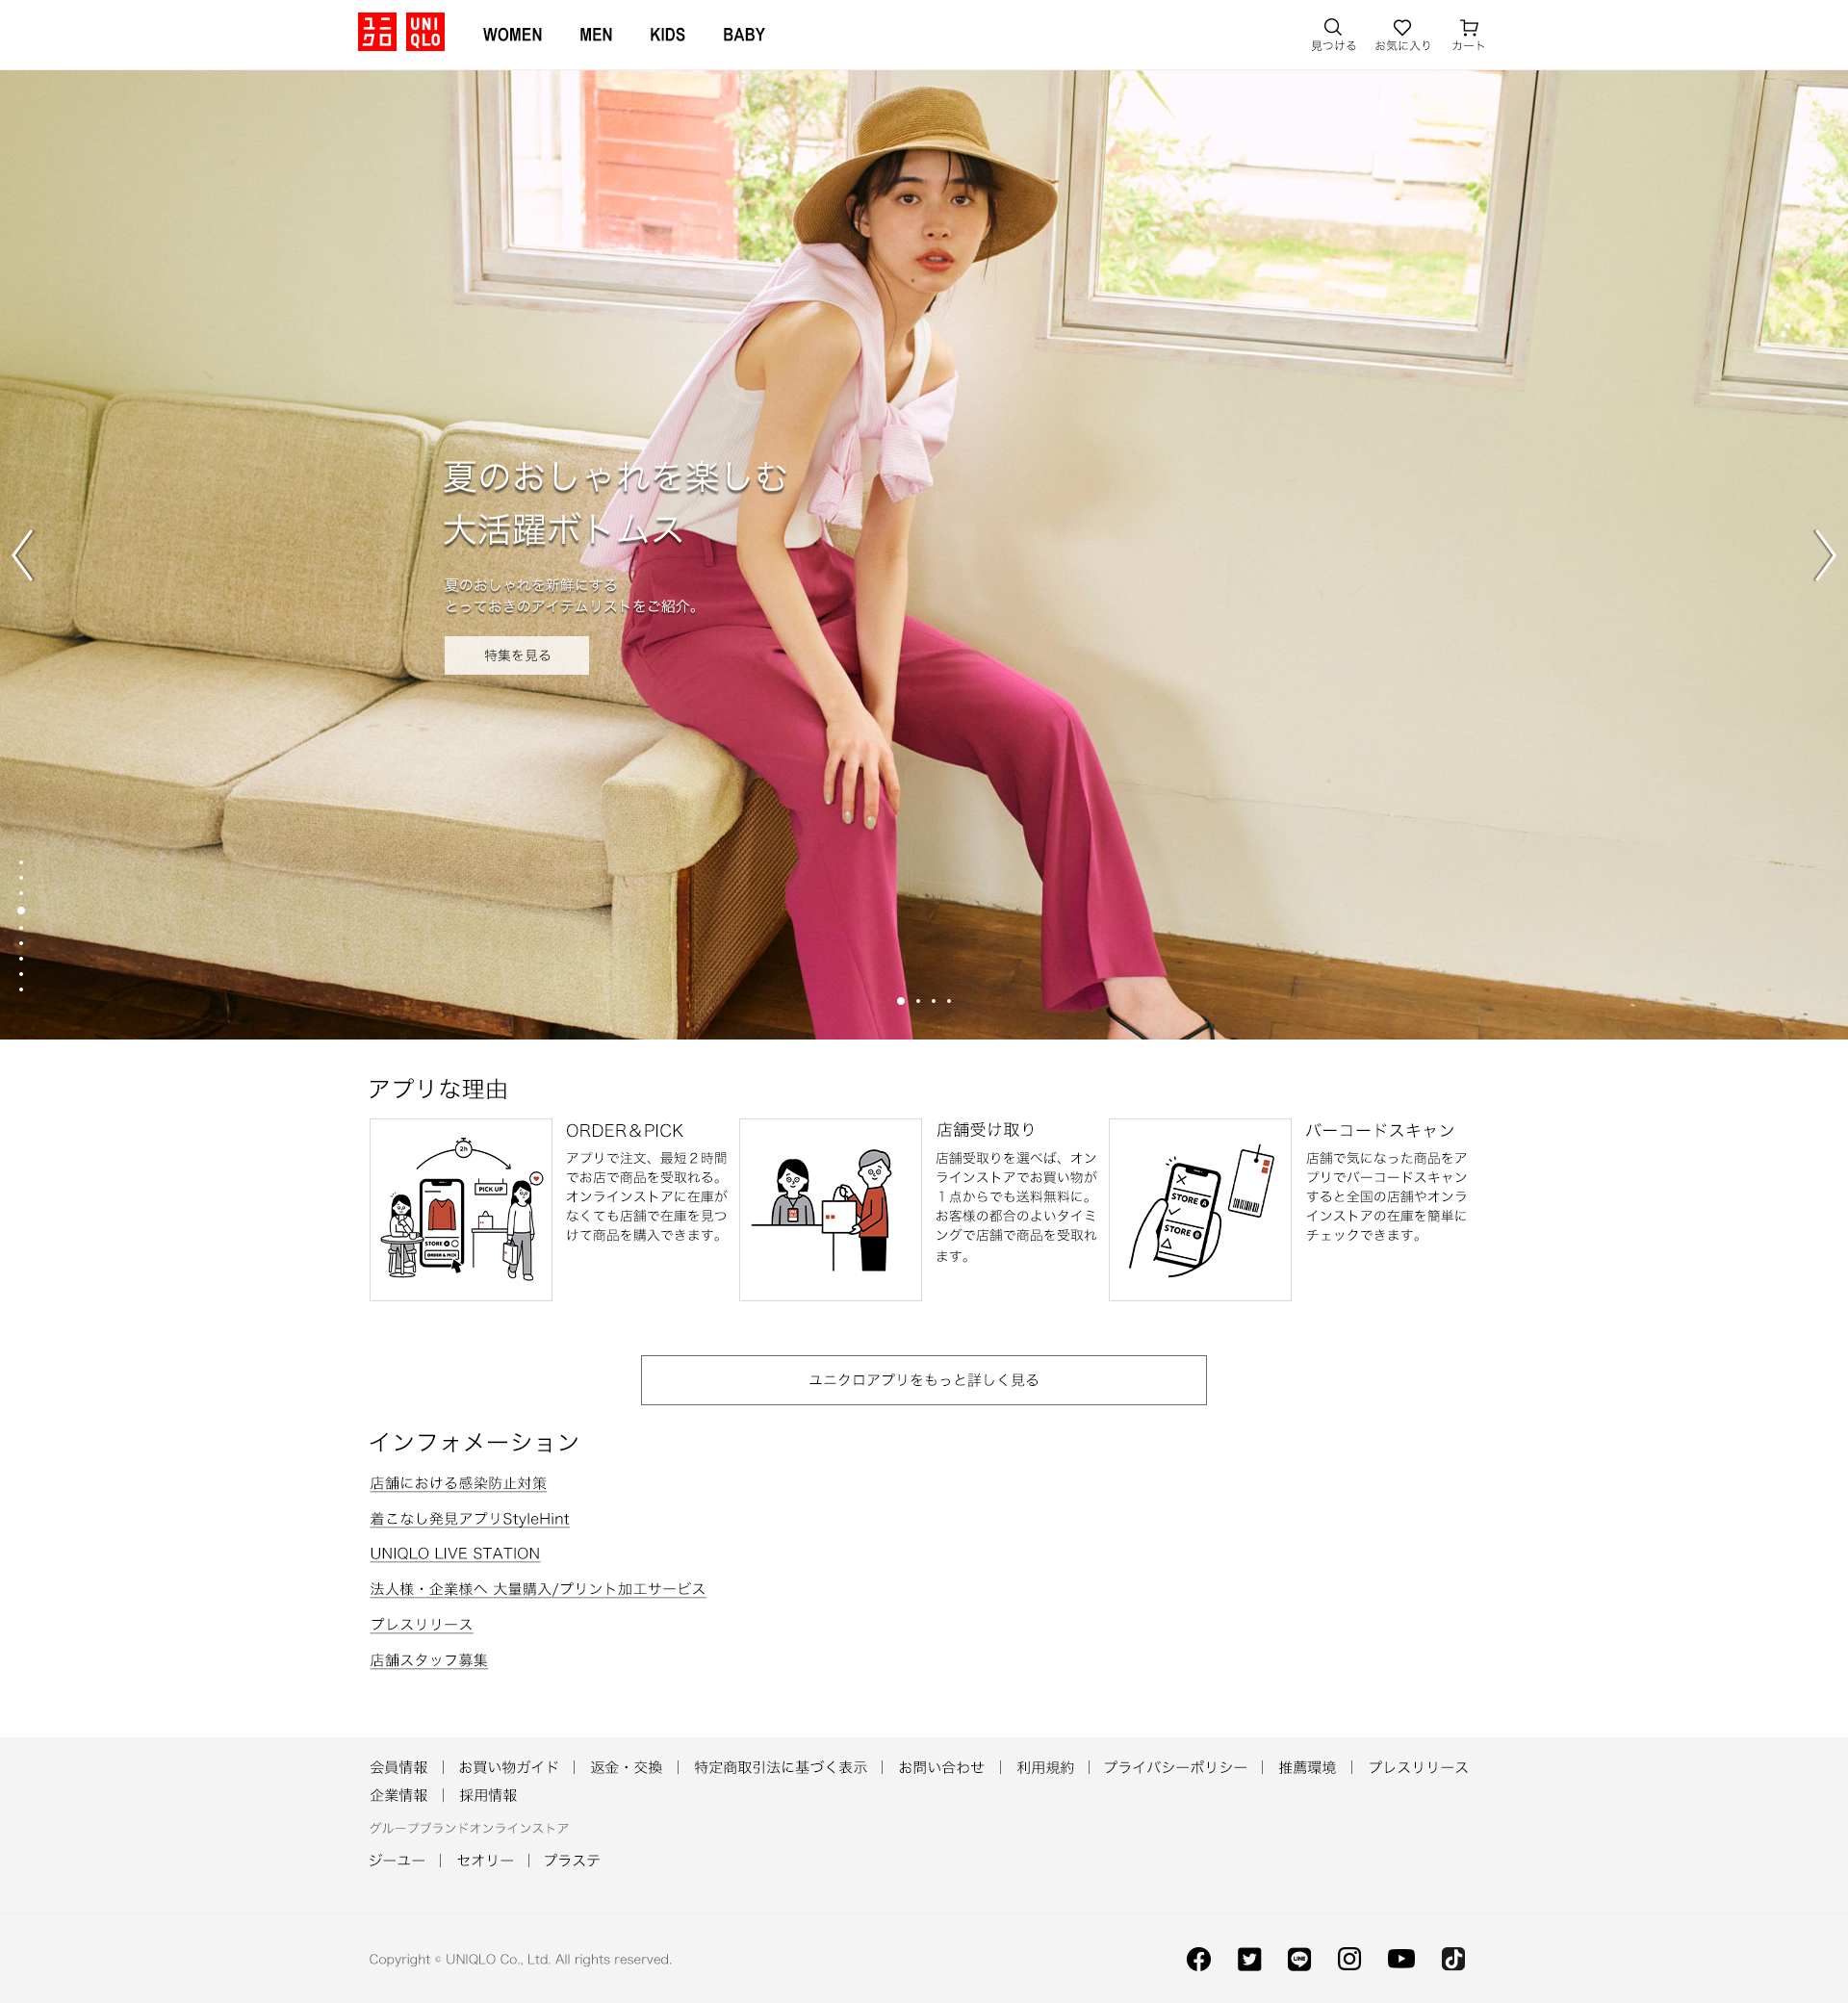 ユニ
クロ
UNI
QLO
WOMEN
MEN
KIDS
BABY
見つける
お気に入り
カート
夏のおしゃれを楽しむ
大活躍ボトムス
夏のおしゃれを新鮮にする
とっておきのアイテムリストをご紹介。
特集を見る
アプリな理由
2h
PICK UP
STORE A
ORDER & PICK
ORDER＆PICK
アプリで注文、最短２時間
でお店で商品を受取れる。
オンラインストアに在庫が
なくても店舗で在庫を見つ
けて商品を購入できます。
店舗受け取り
店舗受取りを選べば、オン
ラインストアでお買い物が
１点からでも送料無料に。
お客様の都合のよいタイミ
ングで店舗で商品を受取れ
ます。
STORE A
STORE B
バーコードスキャン
店舗で気になった商品をア
プリでバーコードスキャン
すると全国の店舗やオンラ
インストアの在庫を簡単に
チェックできます。
ユニクロアプリをもっと詳しく見る
インフォメーション
店舗における感染防止対策
着こなし発見アプリStyleHint
UNIQLO LIVE STATION
法人様・企業様へ 大量購入/プリント加工サービス
プレスリリース
店舗スタッフ募集
会員情報 ｜ お買い物ガイド ｜ 返金・交換 ｜ 特定商取引法に基づく表示 ｜ お問い合わせ ｜ 利用規約 ｜ プライバシーポリシー ｜ 推薦環境 ｜ プレスリリース
企業情報 ｜ 採用情報
グループブランドオンラインストア
ジーユー ｜ セオリー ｜ プラステ
Copyright © UNIQLO Co., Ltd. All rights reserved.
LINE